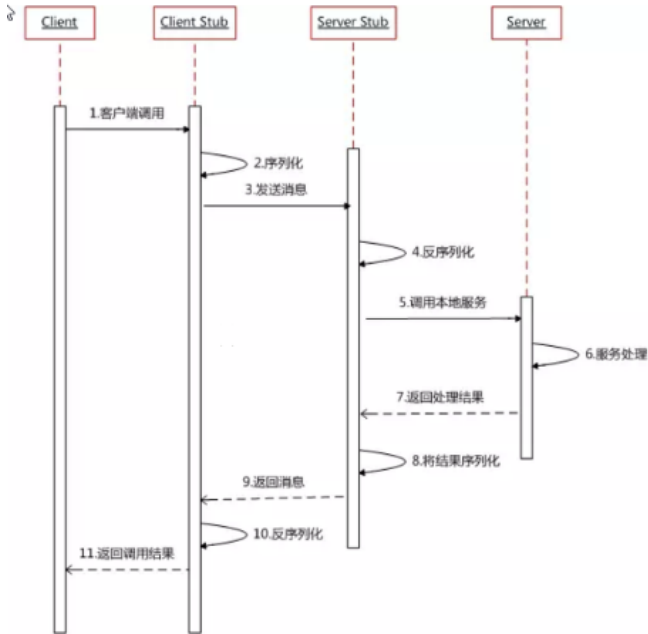 Client
Client Stub
Server Stub
Server
1.客户端调用
2.序列化
3.发送消息
4.反序列化
5.调用本地服务
6.服务处理
7.返回处理结果
8.将结果序列化
9.返回消息
10.反序列化
11.返回调用结果